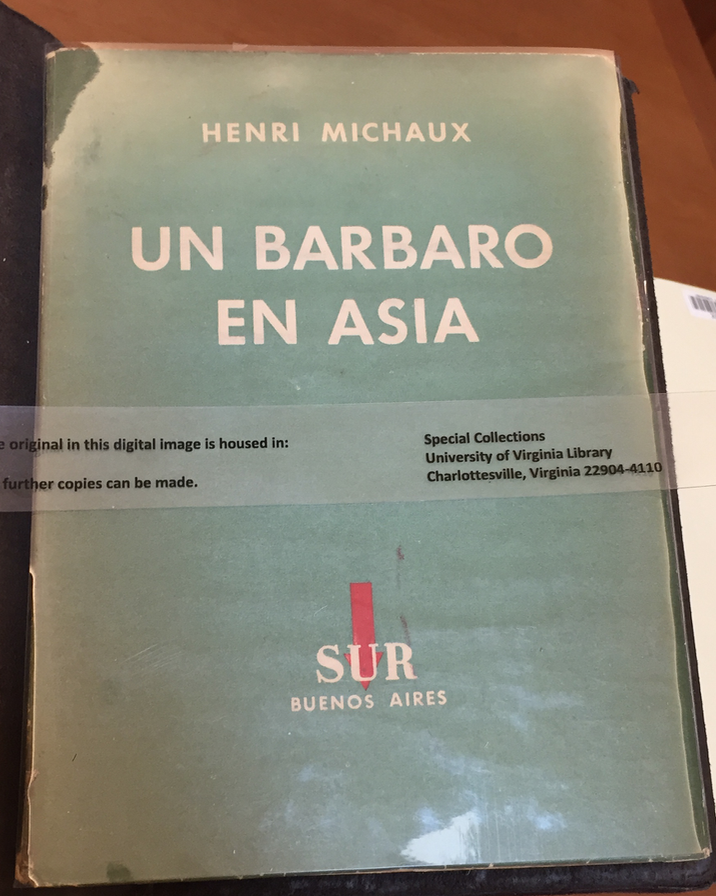 HENRI MICHAUX
UN BARBARO
EN ASIA
e original in this digital image is housed in:
further copies can be made.
Special Collections
University of Virginia Library
Charlottesville, Virginia 22904-4110
SUR
BUENOS AIRES